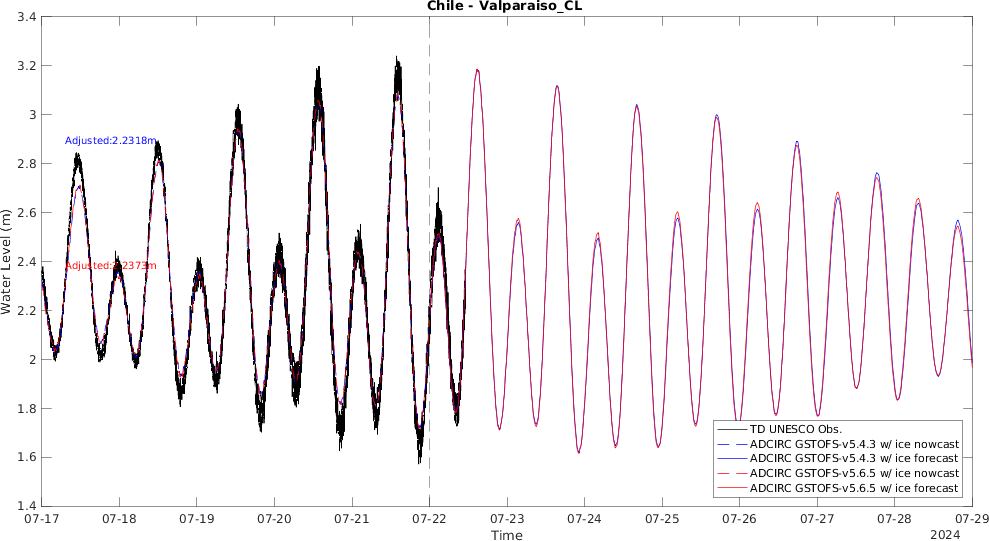 Chile - Valparaiso_CL
3.4
3.2
3
2.8
2.6
2.4
2.2
2
1.8
1.6
1.4
Water Level (m)
Adjusted:2.2318m
Adjusted:2.2373m
TD UNESCO Obs.
ADCIRC GSTOFS-v5.4.3 w/ ice nowcast
ADCIRC GSTOFS-v5.4.3 w/ ice forecast
ADCIRC GSTOFS-v5.6.5 w/ ice nowcast
ADCIRC GSTOFS-v5.6.5 w/ ice forecast
07-17 07-18 07-19 07-20 07-21 07-22 07-23 07-24 07-25 07-26 07-27 07-28 07-29
Time
2024